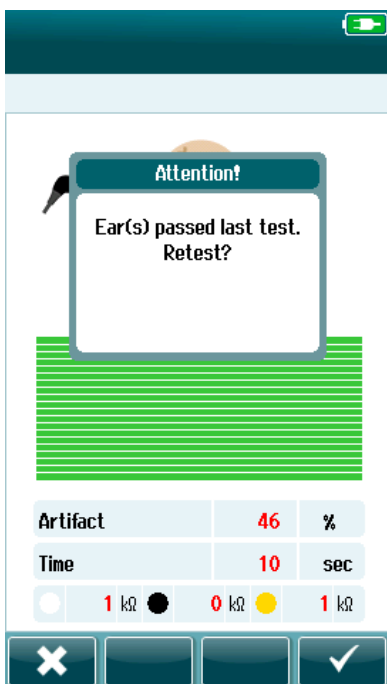 Attention!
Ear(s) passed last test.
Retest?
Artifact 46 %
Time 10 sec
1 kΩ 0 kΩ 1 kΩ